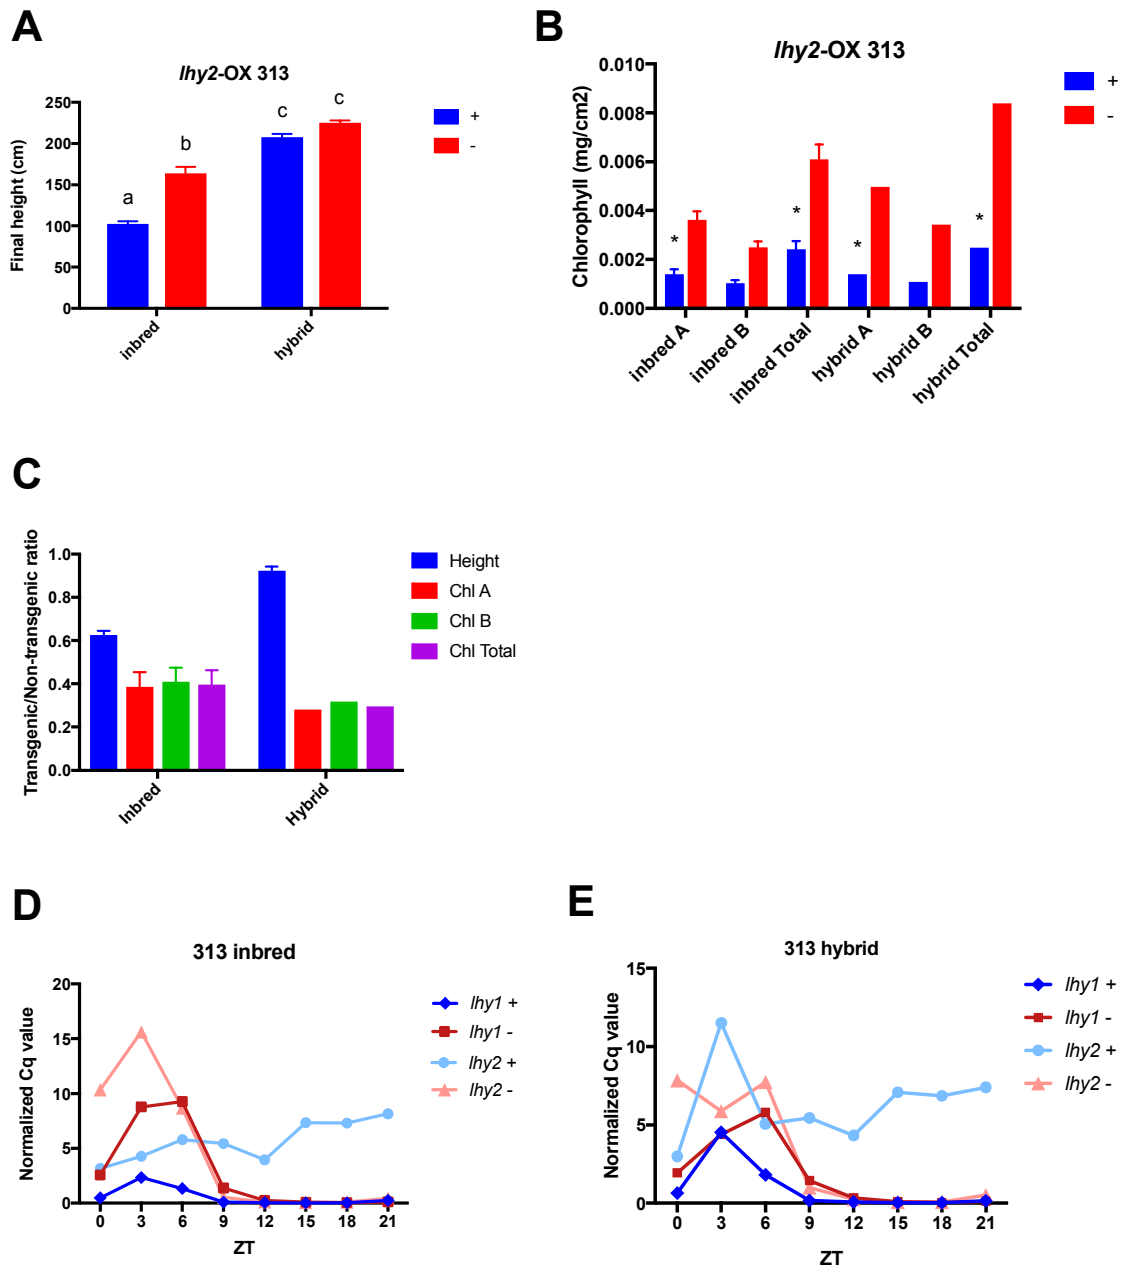 A
lhy2-OX 313
Final height (cm)
250
200
150
100
50
0
a
b
c
c
inbred
hybrid
+
-
B
lhy2-OX 313
Chlorophyll (mg/cm2)
0.010
0.008
0.006
0.004
0.002
0.000
*
*
*
*
inbred A
inbred B
inbred Total
hybrid A
hybrid B
hybrid Total
+
-
C
Transgenic/Non-transgenic ratio
1.0
0.8
0.6
0.4
0.2
0.0
Inbred
Hybrid
Height
Chl A
Chl B
Chl Total
D
313 inbred
Normalized Cq value
20
15
10
5
0
0 3 6 9 12 15 18 21
ZT
lhy1 +
lhy1 -
lhy2 +
lhy2 -
E
313 hybrid
Normalized Cq value
15
10
5
0
0 3 6 9 12 15 18 21
ZT
lhy1 +
lhy1 -
lhy2 +
lhy2 -